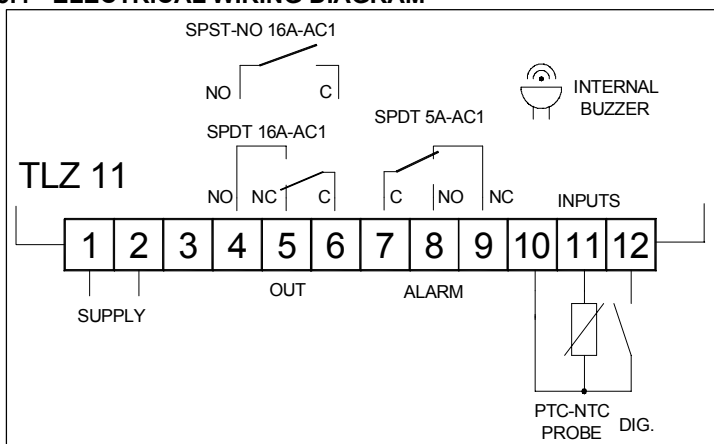 ELECTRICAL WIRING DIAGRAM
SPST-NO 16A-AC1
NO C
INTERNAL
BUZZER
SPDT 16A-AC1
SPDT 5A-AC1
TLZ 11
NO NC C C NO NC
INPUTS
1 2 3 4 5 6 7 8 9 10 11 12
OUT ALARM
SUPPLY
PTC-NTC
PROBE DIG.